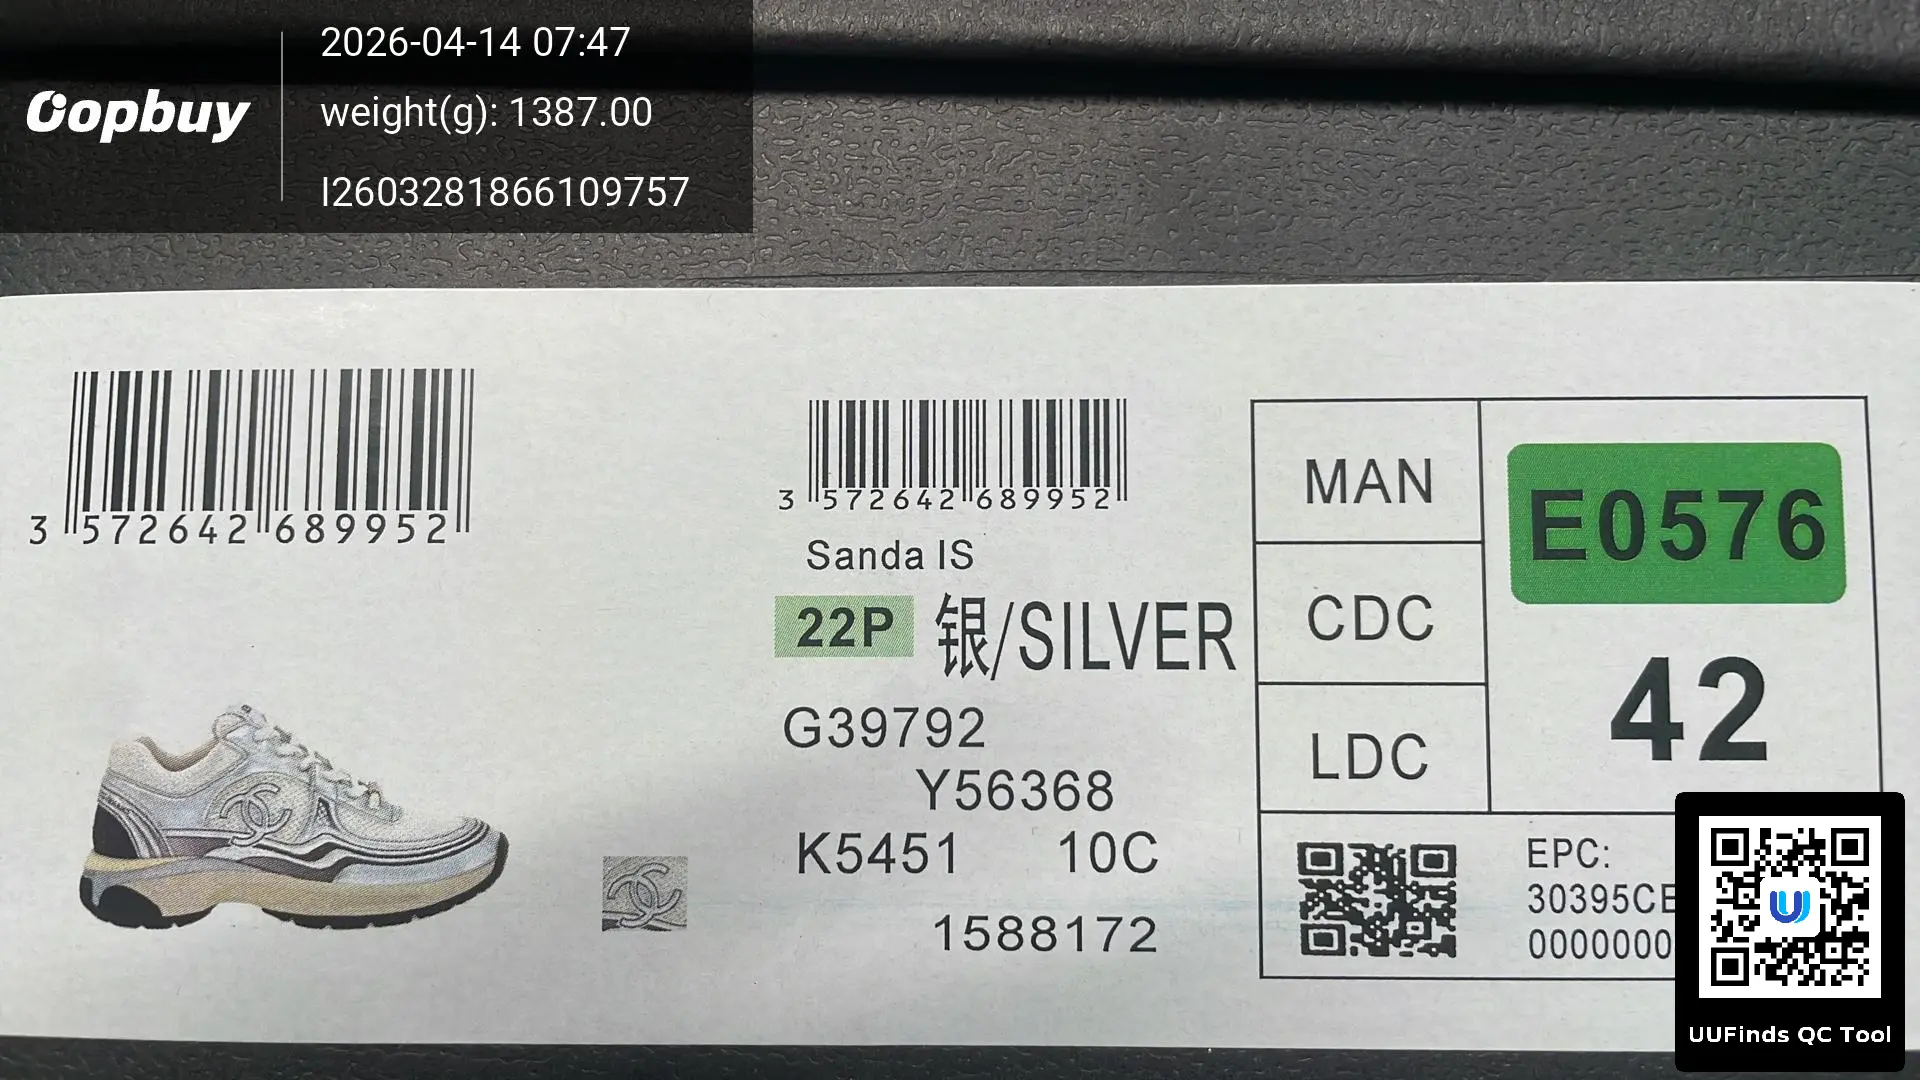 Oopbuy
2026-04-14 07:47
weight(g): 1387.00
I2603281866109757
3 572642 689952
3 572642 689952
Sanda IS
22P 银/SILVER
G39792
Y56368
K5451 10C
1588172
MAN
CDC
LDC
E0576
42
EPC:
30395CE
0000000
UUFinds QC Tool